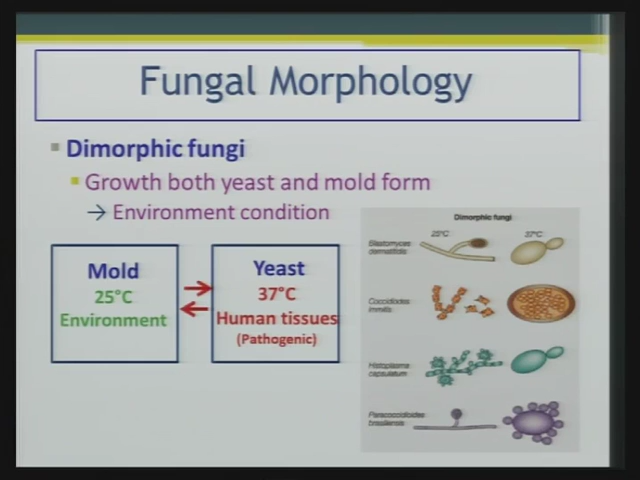 Fungal Morphology
Dimorphic fungi
Growth both yeast and mold form
→ Environment condition
Mold
25°C
Environment
Yeast
37°C
Human tissues
(Pathogenic)
Dimorphic fungi
25°C
37°C
Blastomyces
dermatitidis
Coccidioides
immitis
Histoplasma
capsulatum
Paracoccidioides
brasiliensis